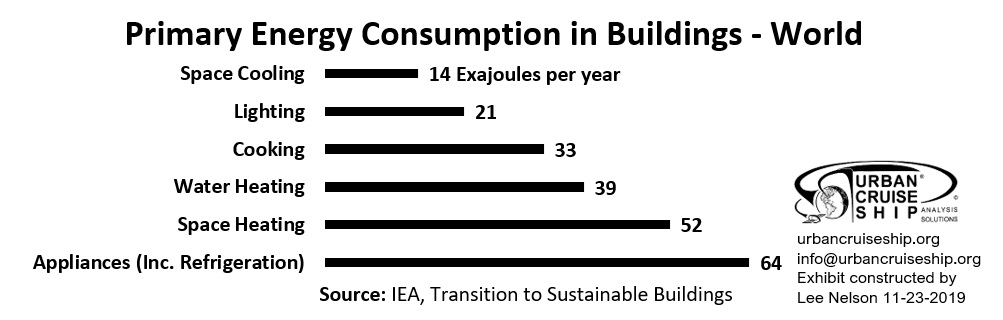 Primary Energy Consumption in Buildings - World
Space Cooling 14 Exajoules per year
Lighting 21
Cooking 33
Water Heating 39
Space Heating 52
Appliances (Inc. Refrigeration) 64
Source: IEA, Transition to Sustainable Buildings
URBAN®
CRUISE
SHIP ANALYSIS
SOLUTIONS
©
urbancruiseship.org
info@urbancruiseship.org
Exhibit constructed by
Lee Nelson 11-23-2019